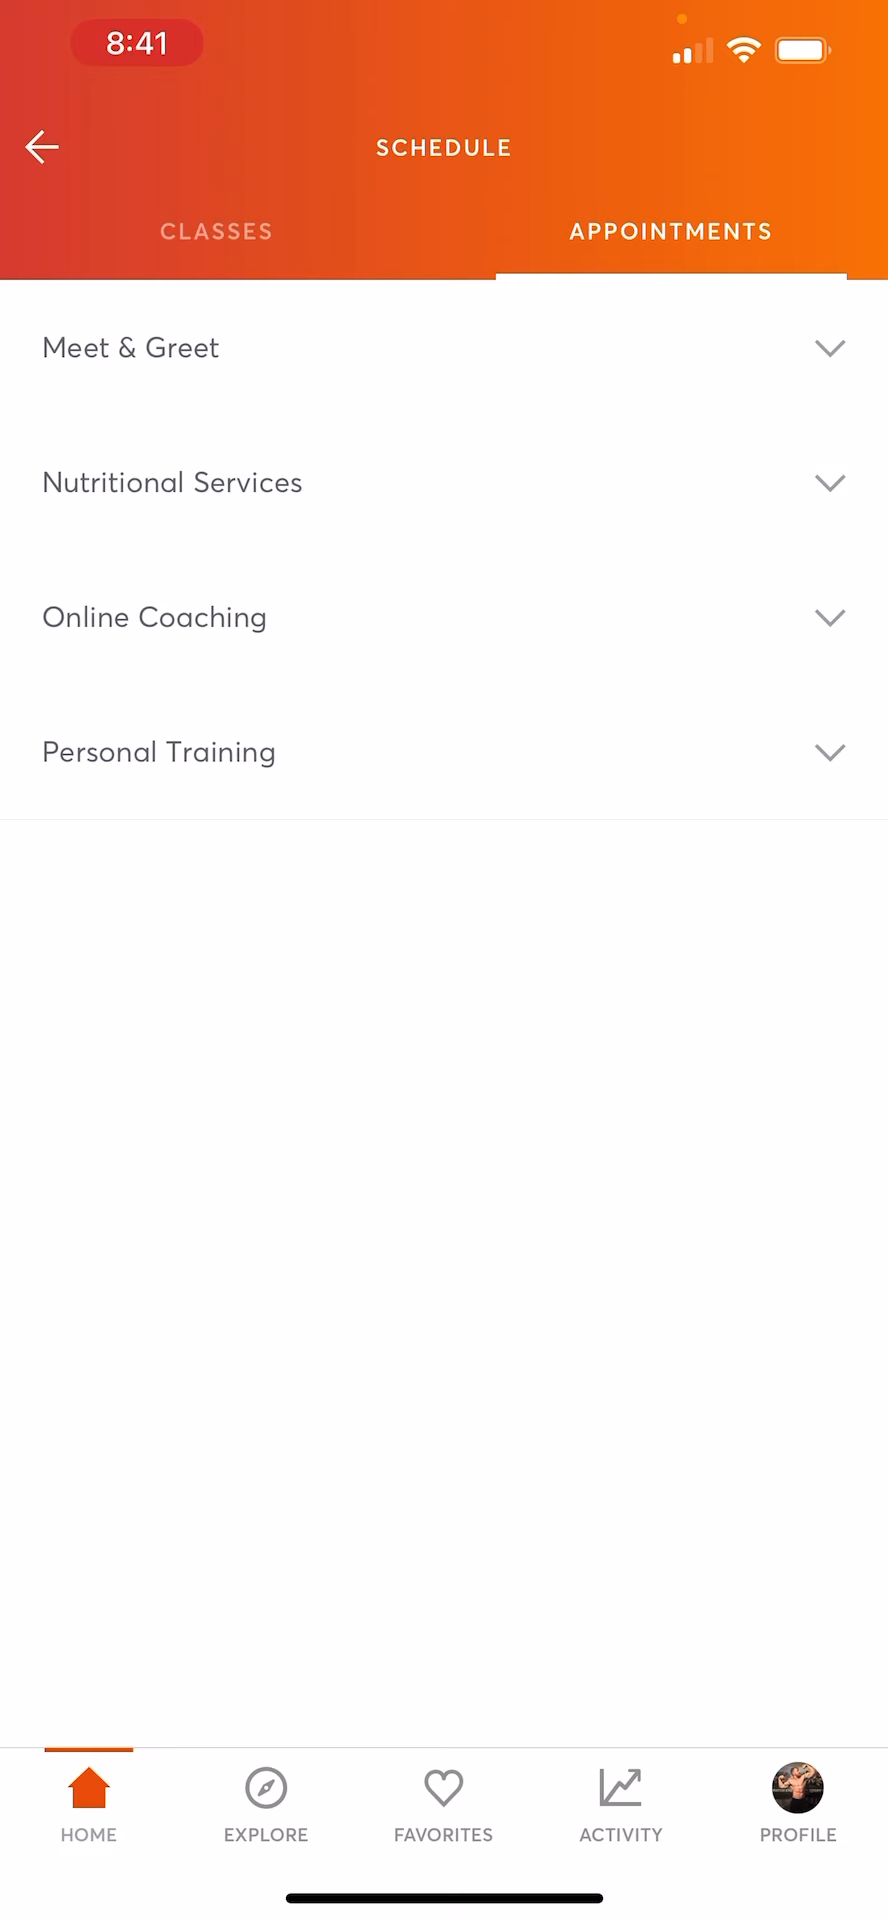 8:41
SCHEDULE
CLASSES
APPOINTMENTS
Meet & Greet
Nutritional Services
Online Coaching
Personal Training
HOME
EXPLORE
FAVORITES
ACTIVITY
PROFILE